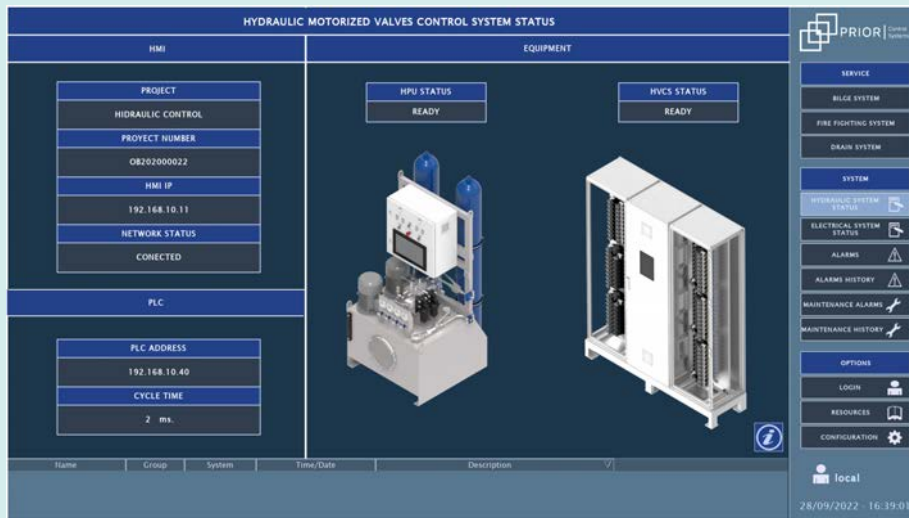 HYDRAULIC MOTORIZED VALVES CONTROL SYSTEM STATUS
HMI
EQUIPMENT
PROJECT
HIDRAULIC CONTROL
PROYECT NUMBER
OB202000022
HMI IP
192.168.10.11
NETWORK STATUS
CONECTED
PLC
PLC ADDRESS
192.168.10.40
CYCLE TIME
2 ms.
HPU STATUS
READY
HVCS STATUS
READY
Name Group System Time/Date Description
PRIOR Control Systems
SERVICE
BILGE SYSTEM
FIRE FIGHTING SYSTEM
DRAIN SYSTEM
SYSTEM
HYDRAULIC SYSTEM
STATUS
ELECTRICAL SYSTEM
STATUS
ALARMS
ALARMS HISTORY
MAINTENANCE ALARMS
MAINTENANCE HISTORY
OPTIONS
LOGIN
RESOURCES
CONFIGURATION
local
28/09/2022 - 16:39:01